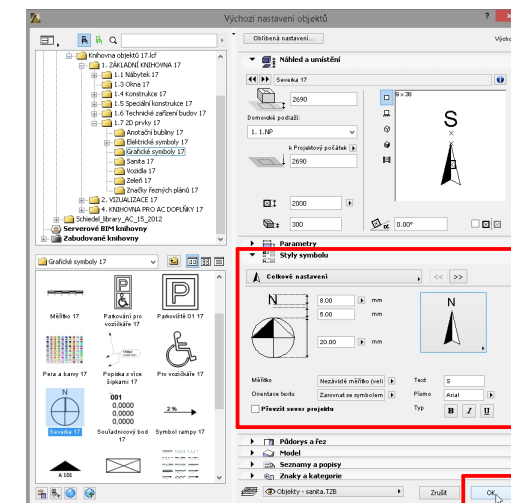 Výchozí nastavení objektů
Oblíbená nastavení...
Výcho
Knihovna objektů 17.lcf
1. ZÁKLADNÍ KNIHOVNA 17
1.1 Nábytek 17
1.3 Okna 17
1.4 Konstrukce 17
1.5 Speciální konstrukce 17
1.6 Technické zařízení budov 17
1.7 2D prvky 17
Anotační bubliny 17
Elektrické symboly 17
Grafické symboly 17
Sanita 17
Vozidla 17
Zeleň 17
Značky řezných plánů 17
2. VIZUALIZACE 17
4. KNIHOVNA PRO AC DOPLŇKY 17
Schiedel_library_AC_15_2012
Serverové BIM knihovny
Zabudované knihovny
Grafické symboly 17
Měřítko 17
Parkování pro vozíčkáře 17
Parkoviště 01 17
Pera a barvy 17
Popiska s více šipkami 17
Pro vozíčkáře 17
N
001
0,0000
0,0000
2 %
Severka 17
Souřadnicový bod 17
Symbol rampy 17
A 101
Náhled a umístění
Severka 17
2690
Domovské podlaží:
1. 1.NP
k Projektový počátek
2690
2000
300
9x38
S
0.00°
Parametry
Styly symbolu
Celkové nastavení
<< >>
N
8.00 mm
5.00 mm
20.00 mm
N
Měřítko
Nezávislé měřítko (veli
Text
S
Orientace textu
Zarovnat se symbolem
Písmo
Arial
Převzít sever projektu
Typ
B I U
Půdorys a řez
Model
Seznamy a popisy
Znaky a kategorie
Objekty - sanita.TZB
Zrušit
OK